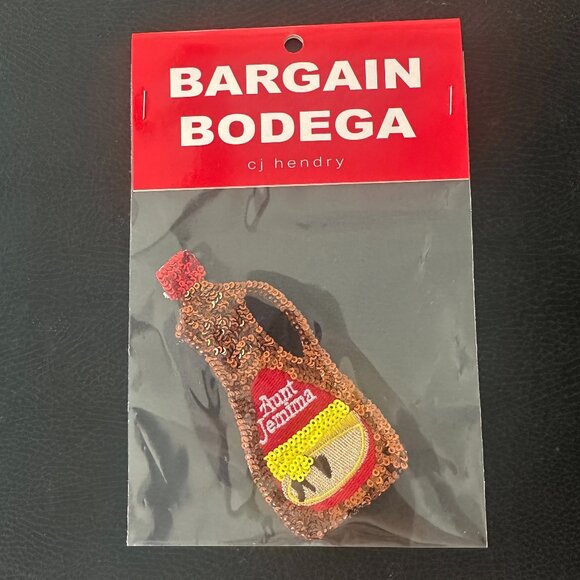 BARGAIN
BODEGA
cj hendry
Aunt
Jemima